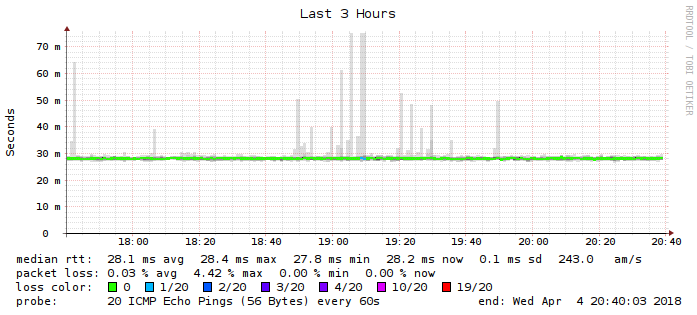 Last 3 Hours
RRDTOOL / TOBI OETIKER
Seconds
70 m
60 m
50 m
40 m
30 m
20 m
10 m
0
18:00 18:20 18:40 19:00 19:20 19:40 20:00 20:20 20:40
median rtt: 28.1 ms avg 28.4 ms max 27.8 ms min 28.2 ms now 0.1 ms sd 243.0 am/s
packet loss: 0.03 % avg 4.42 % max 0.00 % min 0.00 % now
loss color: 0 1/20 2/20 3/20 4/20 10/20 19/20
probe: 20 ICMP Echo Pings (56 Bytes) every 60s end: Wed Apr 4 20:40:03 2018